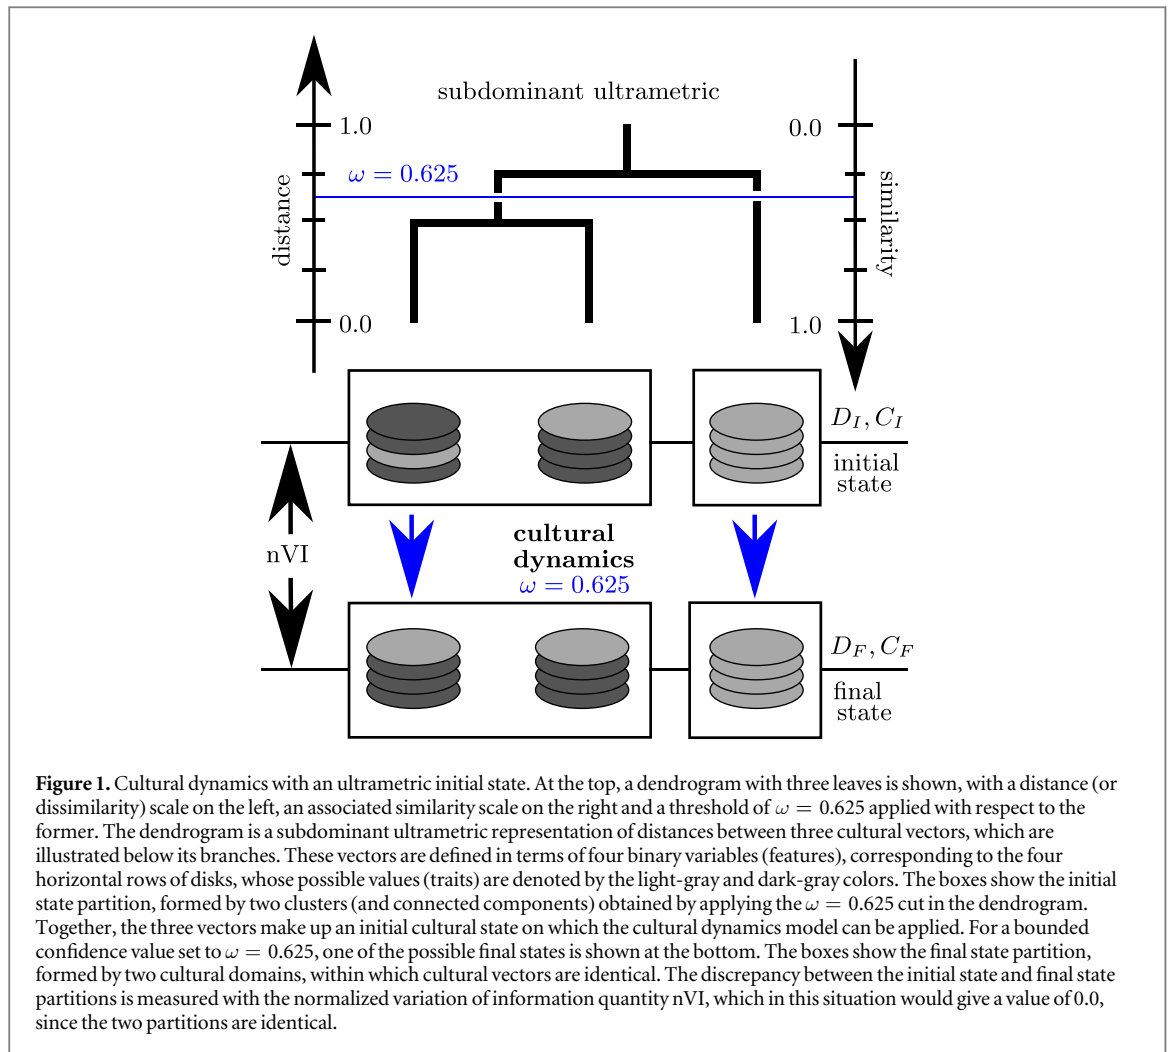 subdominant ultrametric
1.0
0.0
ω = 0.625
distance
similarity
0.0
1.0
D_I, C_I
initial
state
cultural
dynamics
nVI
ω = 0.625
D_F, C_F
final
state
Figure 1. Cultural dynamics with an ultrametric initial state. At the top, a dendrogram with three leaves is shown, with a distance (or
dissimilarity) scale on the left, an associated similarity scale on the right and a threshold of ω = 0.625 applied with respect to the
former. The dendrogram is a subdominant ultrametric representation of distances between three cultural vectors, which are
illustrated below its branches. These vectors are defined in terms of four binary variables (features), corresponding to the four
horizontal rows of disks, whose possible values (traits) are denoted by the light-gray and dark-gray colors. The boxes show the initial
state partition, formed by two clusters (and connected components) obtained by applying the ω = 0.625 cut in the dendrogram.
Together, the three vectors make up an initial cultural state on which the cultural dynamics model can be applied. For a bounded
confidence value set to ω = 0.625, one of the possible final states is shown at the bottom. The boxes show the final state partition,
formed by two cultural domains, within which cultural vectors are identical. The discrepancy between the initial state and final state
partitions is measured with the normalized variation of information quantity nVI, which in this situation would give a value of 0.0,
since the two partitions are identical.